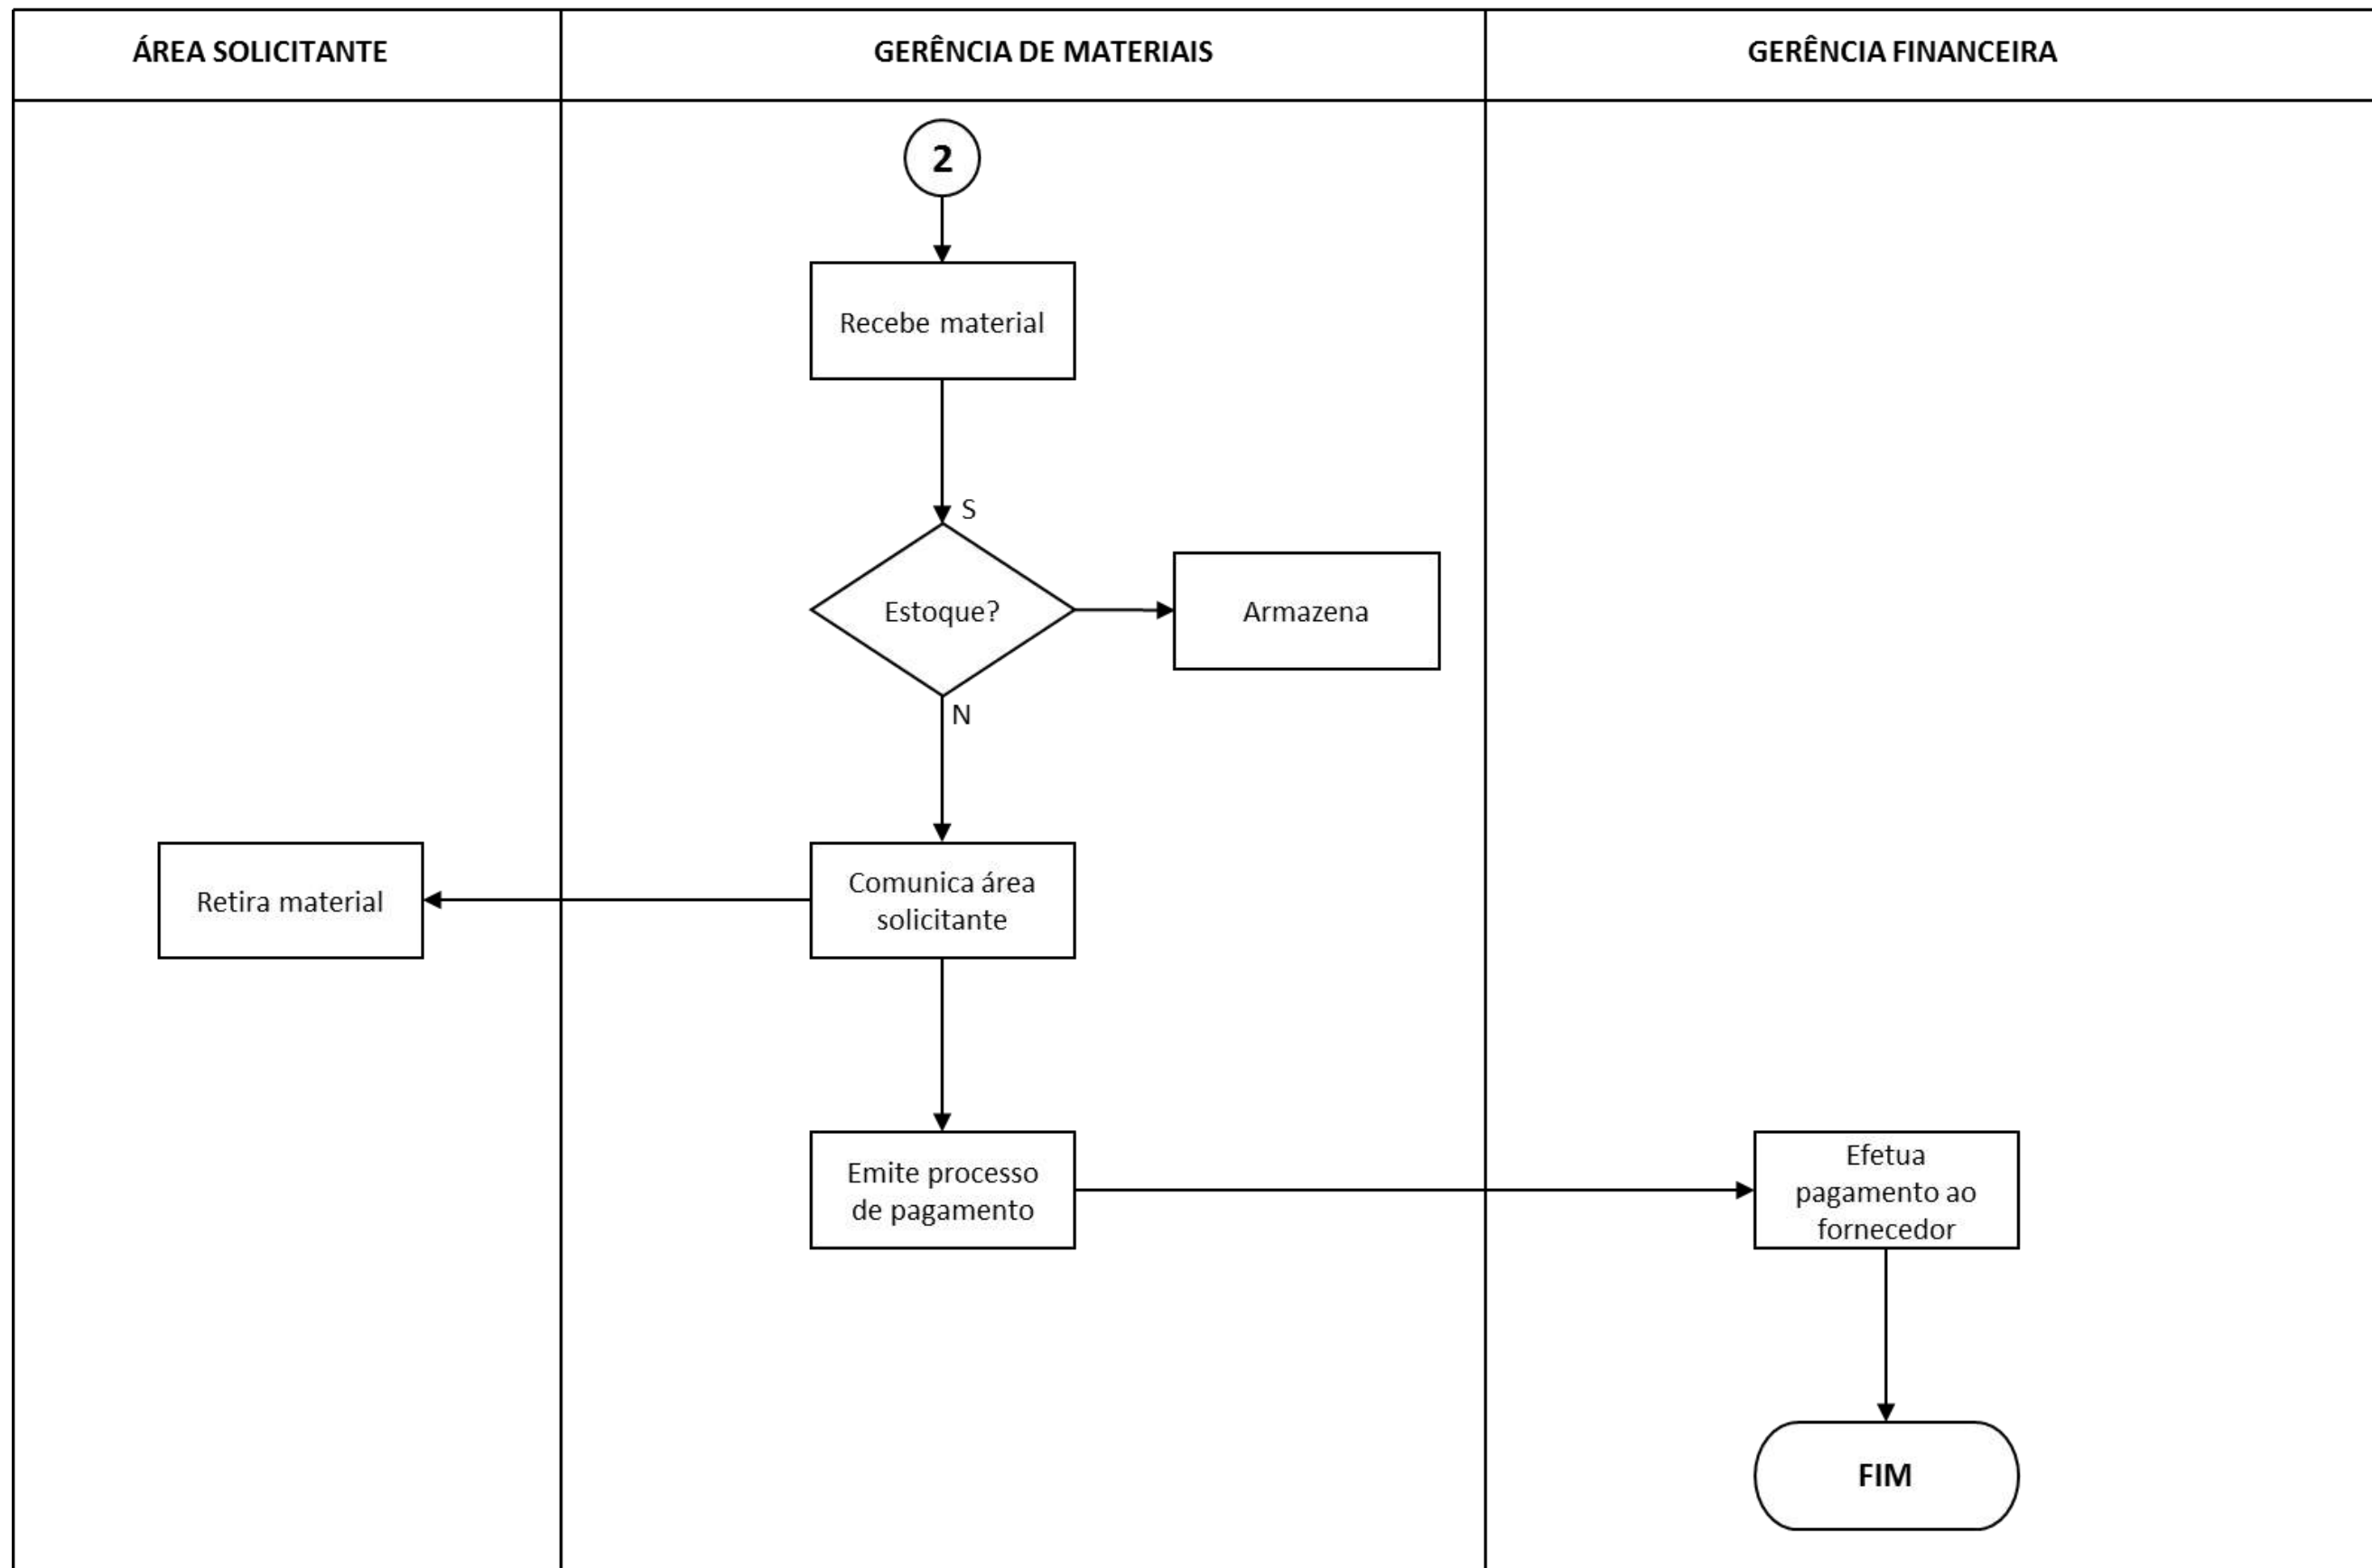 ÁREA SOLICITANTE
GERÊNCIA DE MATERIAIS
GERÊNCIA FINANCEIRA
2
Recebe material
S
Estoque?
Armazena
N
Retira material
Comunica área
solicitante
Emite processo
de pagamento
Efetua
pagamento ao
fornecedor
FIM